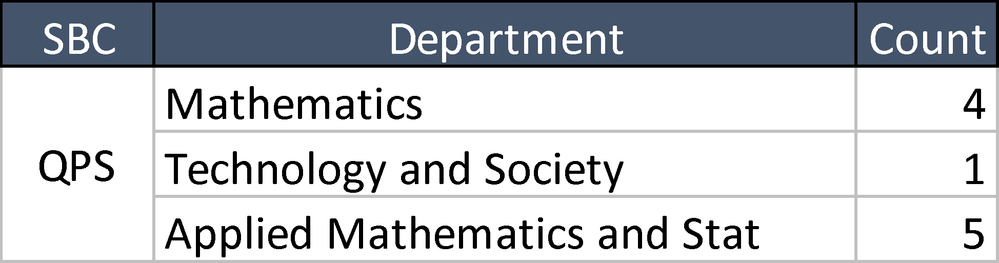 SBC Department Count
Mathematics 4
QPS Technology and Society 1
Applied Mathematics and Stat 5